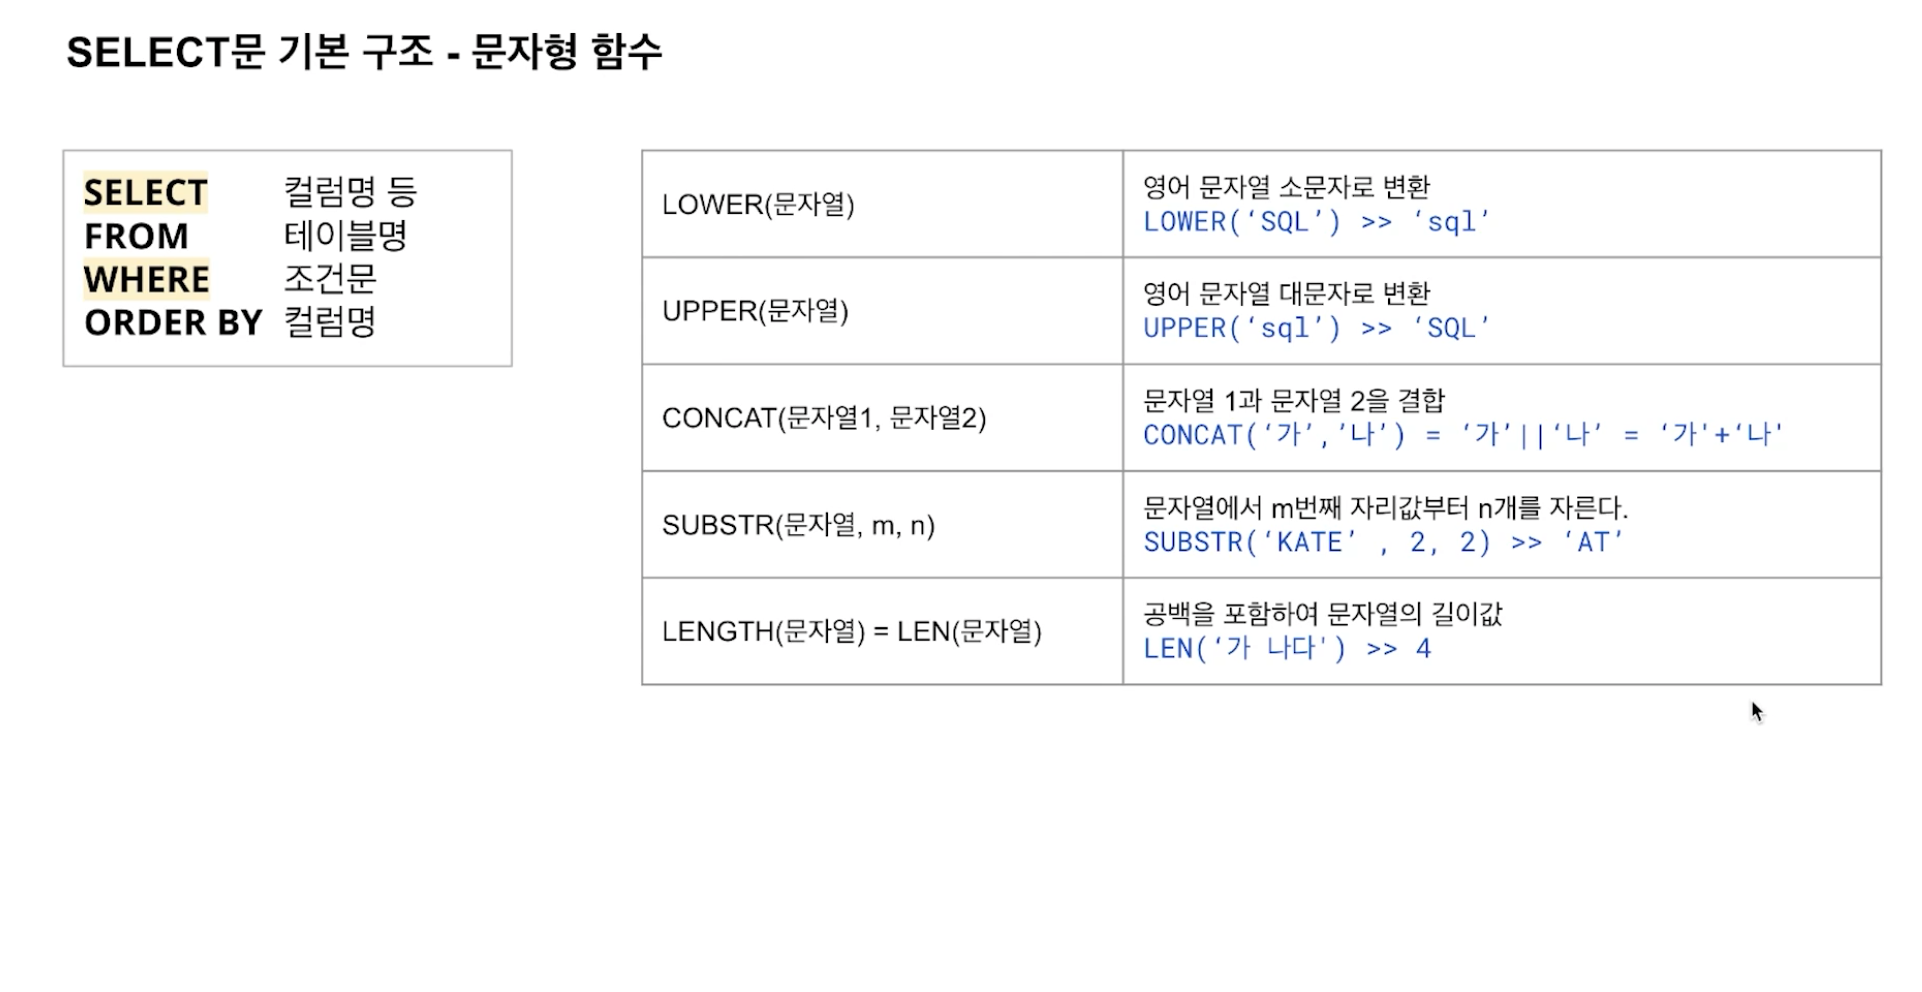 SELECT문 기본 구조 - 문자형 함수
SELECT 컬럼명 등
FROM 테이블명
WHERE 조건문
ORDER BY 컬럼명
LOWER(문자열)
영어 문자열 소문자로 변환
LOWER(‘SQL’) >> ‘sql’
UPPER(문자열)
영어 문자열 대문자로 변환
UPPER(‘sql’) >> ‘SQL’
CONCAT(문자열1, 문자열2)
문자열 1과 문자열 2을 결합
CONCAT(‘가’,’나’) = ‘가’||‘나’ = ‘가'+‘나'
SUBSTR(문자열, m, n)
문자열에서 m번째 자리값부터 n개를 자른다.
SUBSTR(‘KATE’ , 2, 2) >> ‘AT’
LENGTH(문자열) = LEN(문자열)
공백을 포함하여 문자열의 길이값
LEN(‘가 나다') >> 4